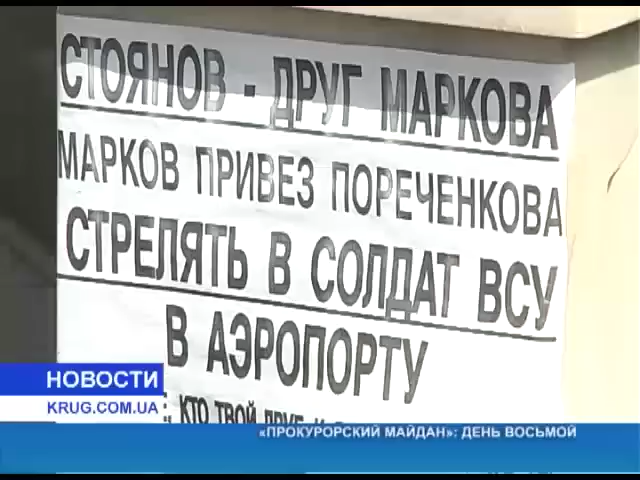 СТОЯНОВ - ДРУГ МАРКОВА
МАРКОВ ПРИВЕЗ ПОРЕЧЕНКОВА
СТРЕЛЯТЬ В СОЛДАТ ВСУ
В АЭРОПОРТУ
КТО ТВОЙ ДРУГ
НОВОСТИ
KRUG.COM.UA
«ПРОКУРОРСКИЙ МАЙДАН»: ДЕНЬ ВОСЬМОЙ